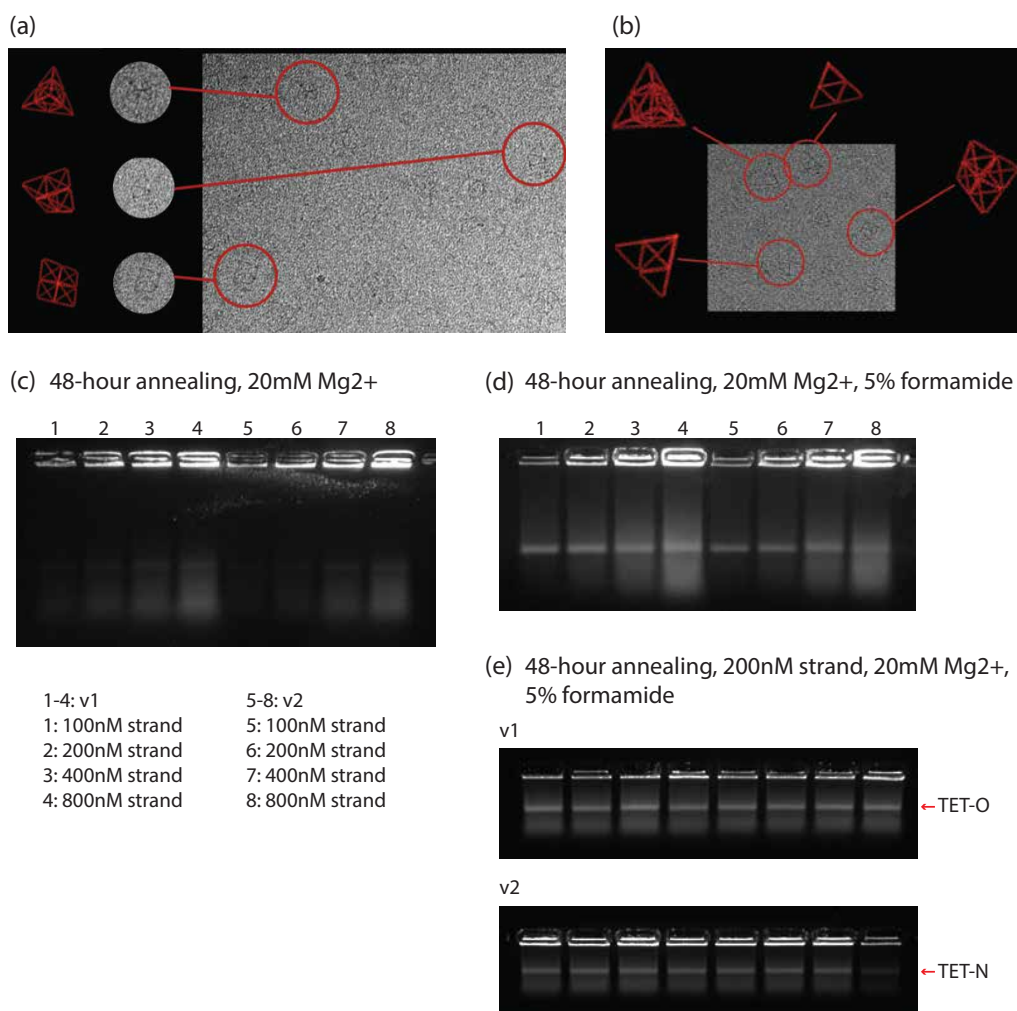 (a)
(b)
(c) 48-hour annealing, 20mM Mg2+
1 2 3 4 5 6 7 8
(d) 48-hour annealing, 20mM Mg2+, 5% formamide
1 2 3 4 5 6 7 8
1-4: v1
1: 100nM strand
2: 200nM strand
3: 400nM strand
4: 800nM strand
5-8: v2
5: 100nM strand
6: 200nM strand
7: 400nM strand
8: 800nM strand
(e) 48-hour annealing, 200nM strand, 20mM Mg2+,
5% formamide
v1
←TET-O
v2
←TET-N